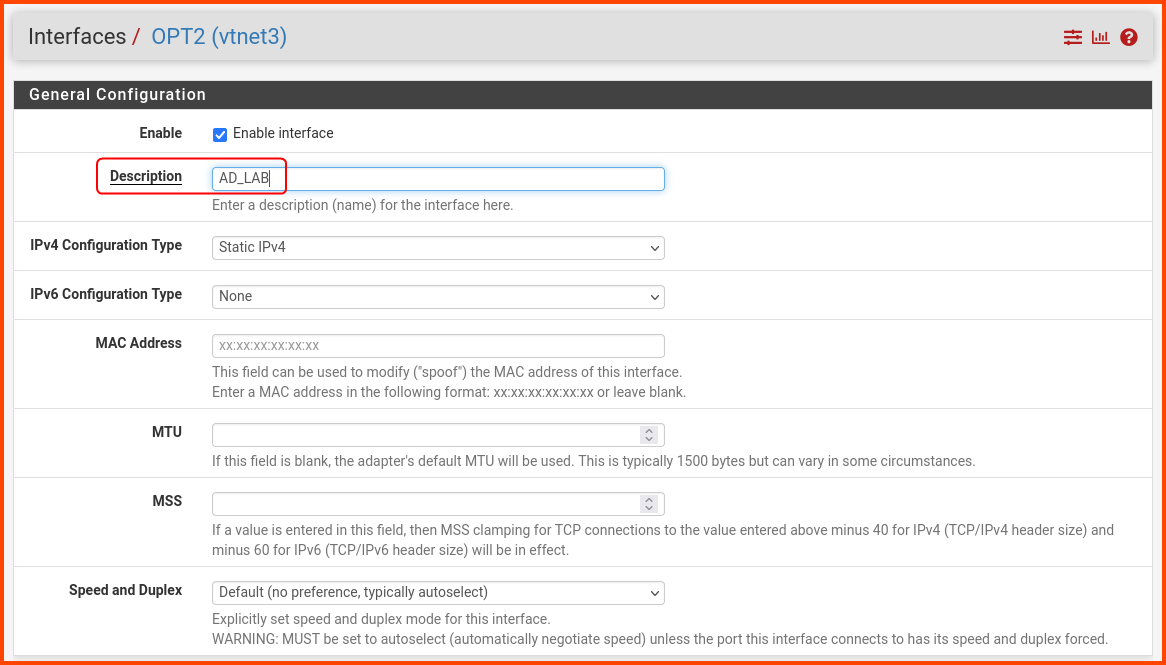 Interfaces / OPT2 (vtnet3)
General Configuration
Enable
Enable interface
Description
AD_LAB
Enter a description (name) for the interface here.
IPv4 Configuration Type
Static IPv4
IPv6 Configuration Type
None
MAC Address
xx:xx:xx:xx:xx:xx
This field can be used to modify ("spoof") the MAC address of this interface.
Enter a MAC address in the following format: xx:xx:xx:xx:xx:xx or leave blank.
MTU
If this field is blank, the adapter's default MTU will be used. This is typically 1500 bytes but can vary in some circumstances.
MSS
If a value is entered in this field, then MSS clamping for TCP connections to the value entered above minus 40 for IPv4 (TCP/IPv4 header size) and
minus 60 for IPv6 (TCP/IPv6 header size) will be in effect.
Speed and Duplex
Default (no preference, typically autoselect)
Explicitly set speed and duplex mode for this interface.
WARNING: MUST be set to autoselect (automatically negotiate speed) unless the port this interface connects to has its speed and duplex forced.